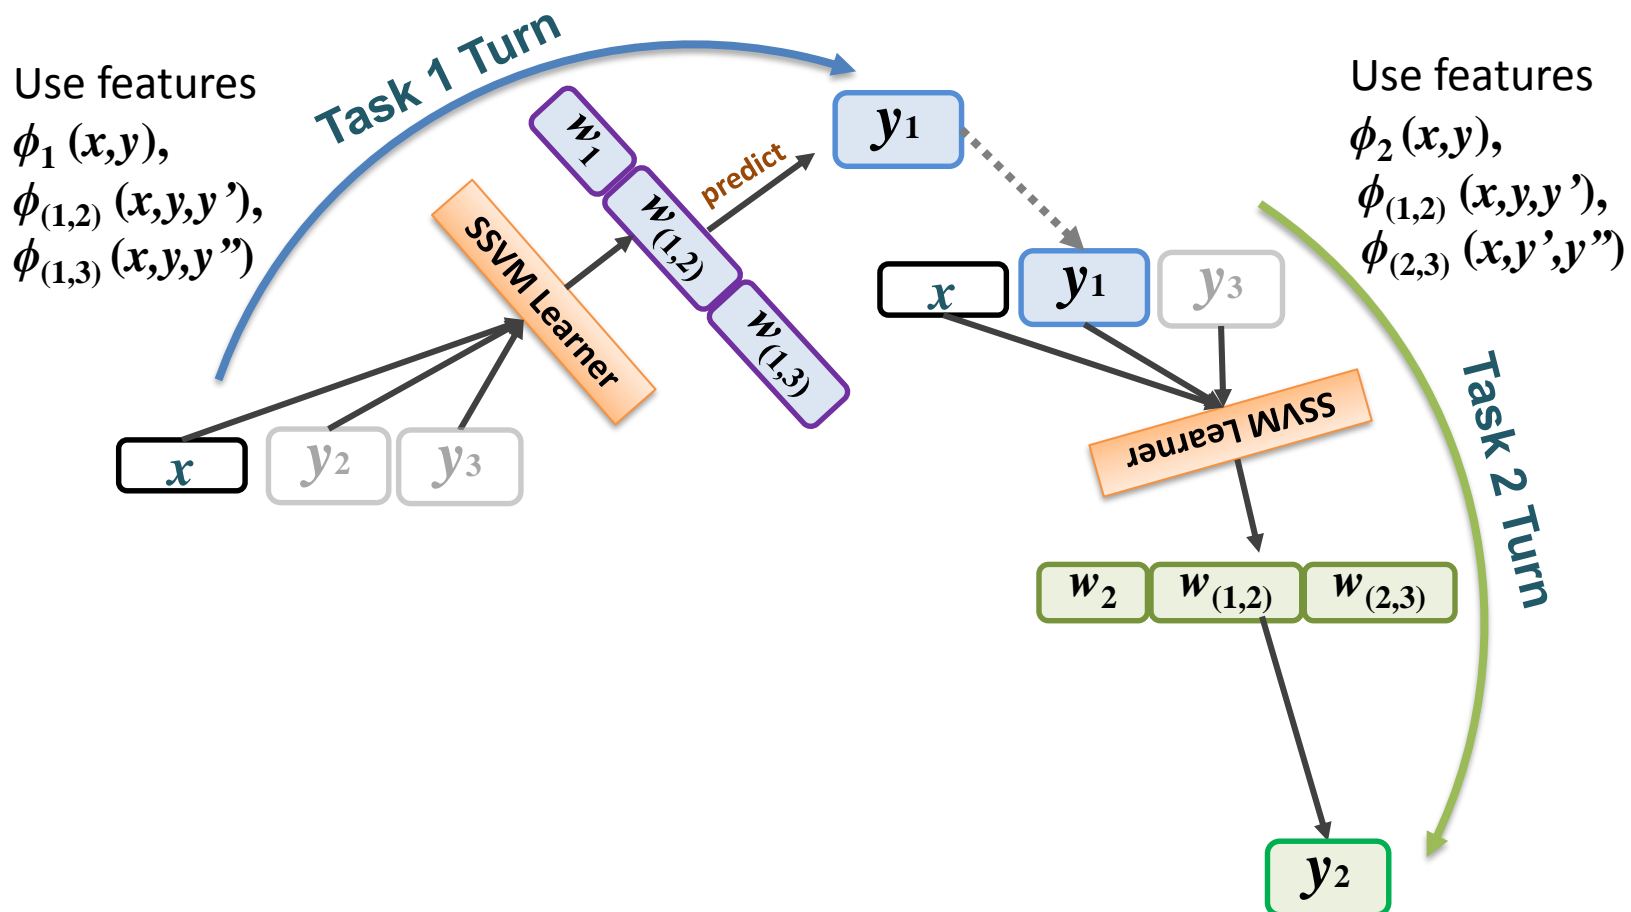 Use features
ϕ1 (x,y),
ϕ(1,2) (x,y,y’),
ϕ(1,3) (x,y,y”)
Task 1 Turn
x
y2
y3
SSVM Learner
w1
w(1,2)
w(1,3)
predict
y1
Use features
ϕ2 (x,y),
ϕ(1,2) (x,y,y’),
ϕ(2,3) (x,y’,y”)
Task 2 Turn
x
y1
y3
SSVM Learner
w2
w(1,2)
w(2,3)
y2